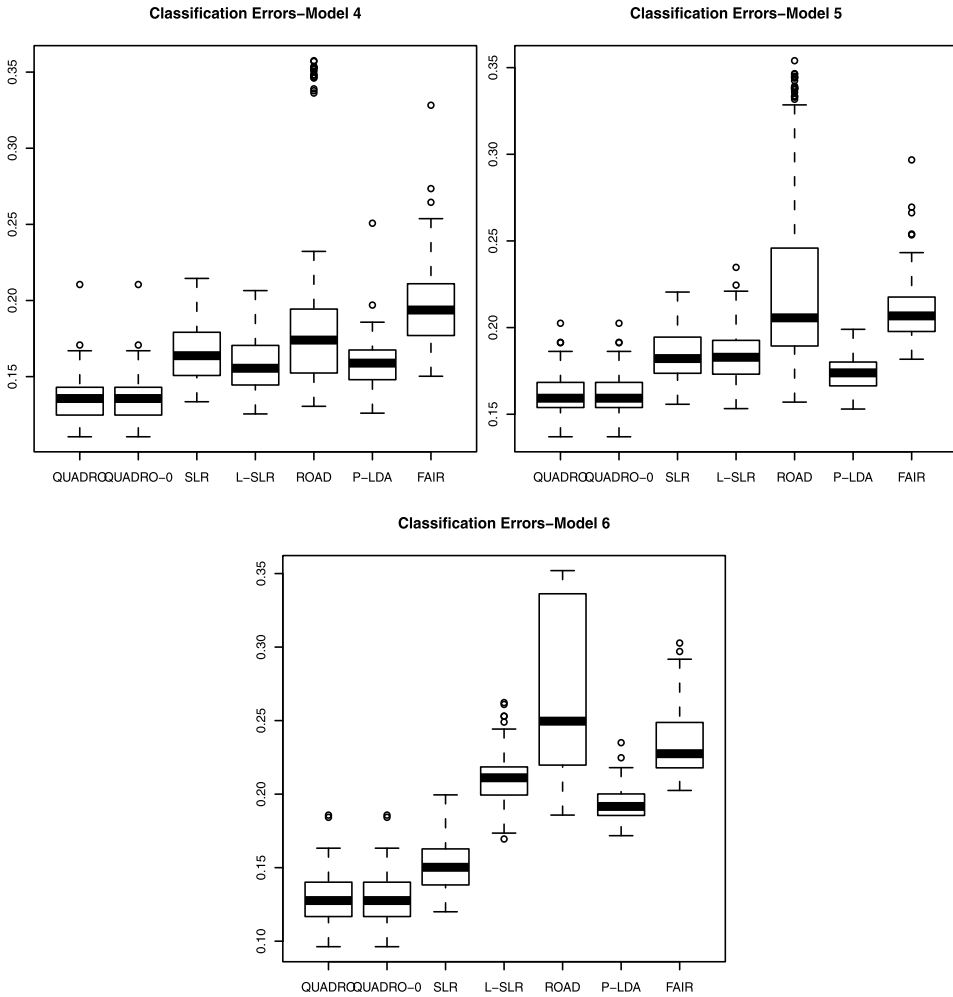 Classification Errors−Model 4
0.35
0.30
0.25
0.20
0.15
QUADRO QUADRO−0 SLR L−SLR ROAD P−LDA FAIR
Classification Errors−Model 5
0.35
0.30
0.25
0.20
0.15
QUADRO QUADRO−0 SLR L−SLR ROAD P−LDA FAIR
Classification Errors−Model 6
0.35
0.30
0.25
0.20
0.15
0.10
QUADRO QUADRO−0 SLR L−SLR ROAD P−LDA FAIR